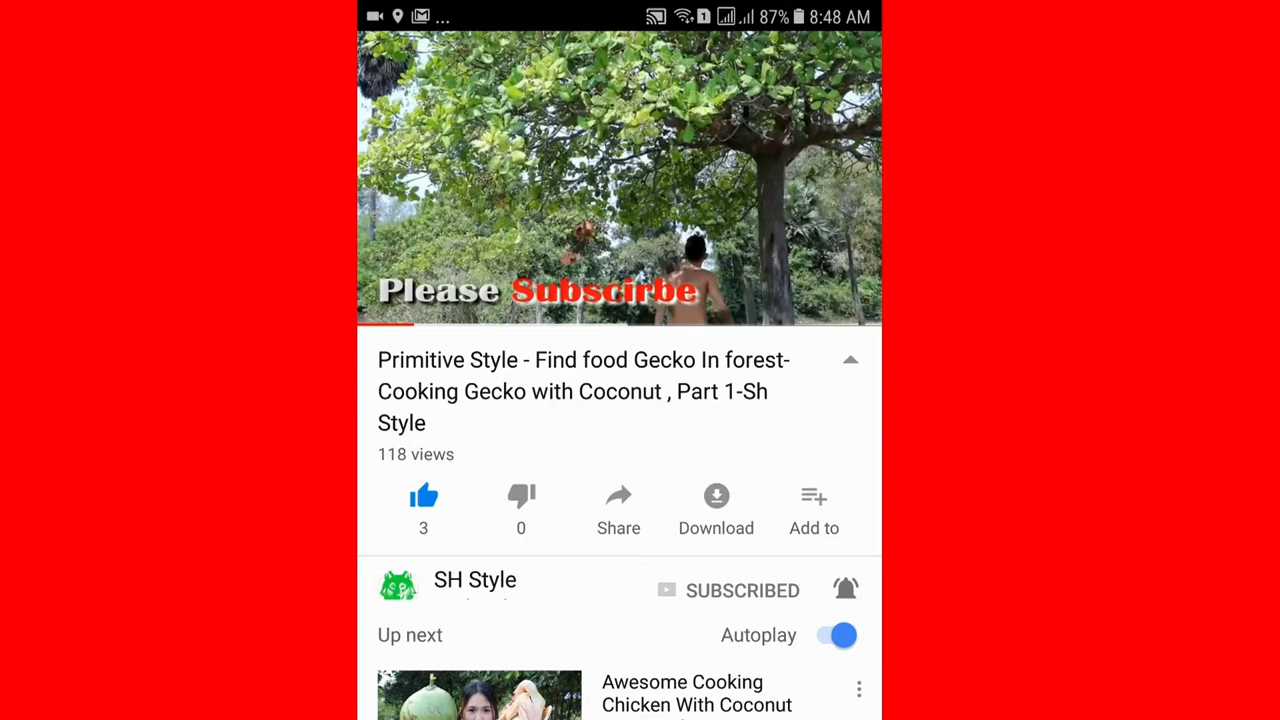 ... 1 87% 8:48 AM
Please Subscirbe
Primitive Style - Find food Gecko In forest-
Cooking Gecko with Coconut , Part 1-Sh
Style
118 views
3 0 Share Download Add to
SH Style SUBSCRIBED
Up next Autoplay
Awesome Cooking
Chicken With Coconut